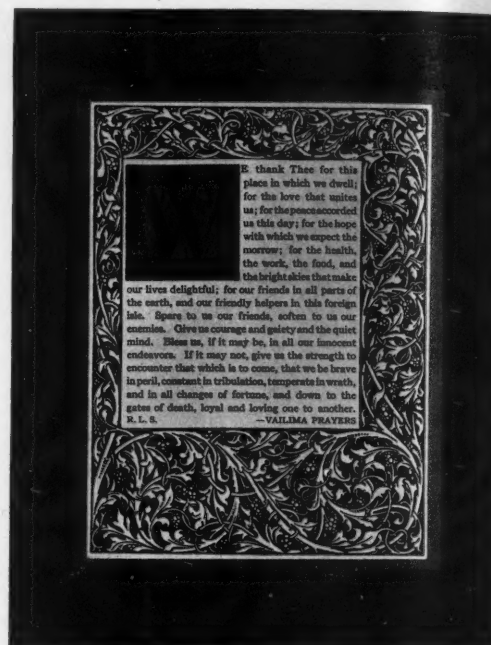 WE thank Thee for this
place in which we dwell;
for the love that unites
us; for the peace accorded
us this day; for the hope
with which we expect the
morrow; for the health,
the work, the food, and
the bright skies that make
our lives delightful; for our friends in all parts of
the earth, and our friendly helpers in this foreign
isle. Spare to us our friends, soften to us our
enemies. Give us courage and gaiety and the quiet
mind. Bless us, if it may be, in all our innocent
endeavors. If it may not, give us the strength to
encounter that which is to come, that we be brave
in peril, constant in tribulation, temperate in wrath,
and in all changes of fortune, and down to the
gates of death, loyal and loving one to another.
R. L. S. —VAILIMA PRAYERS